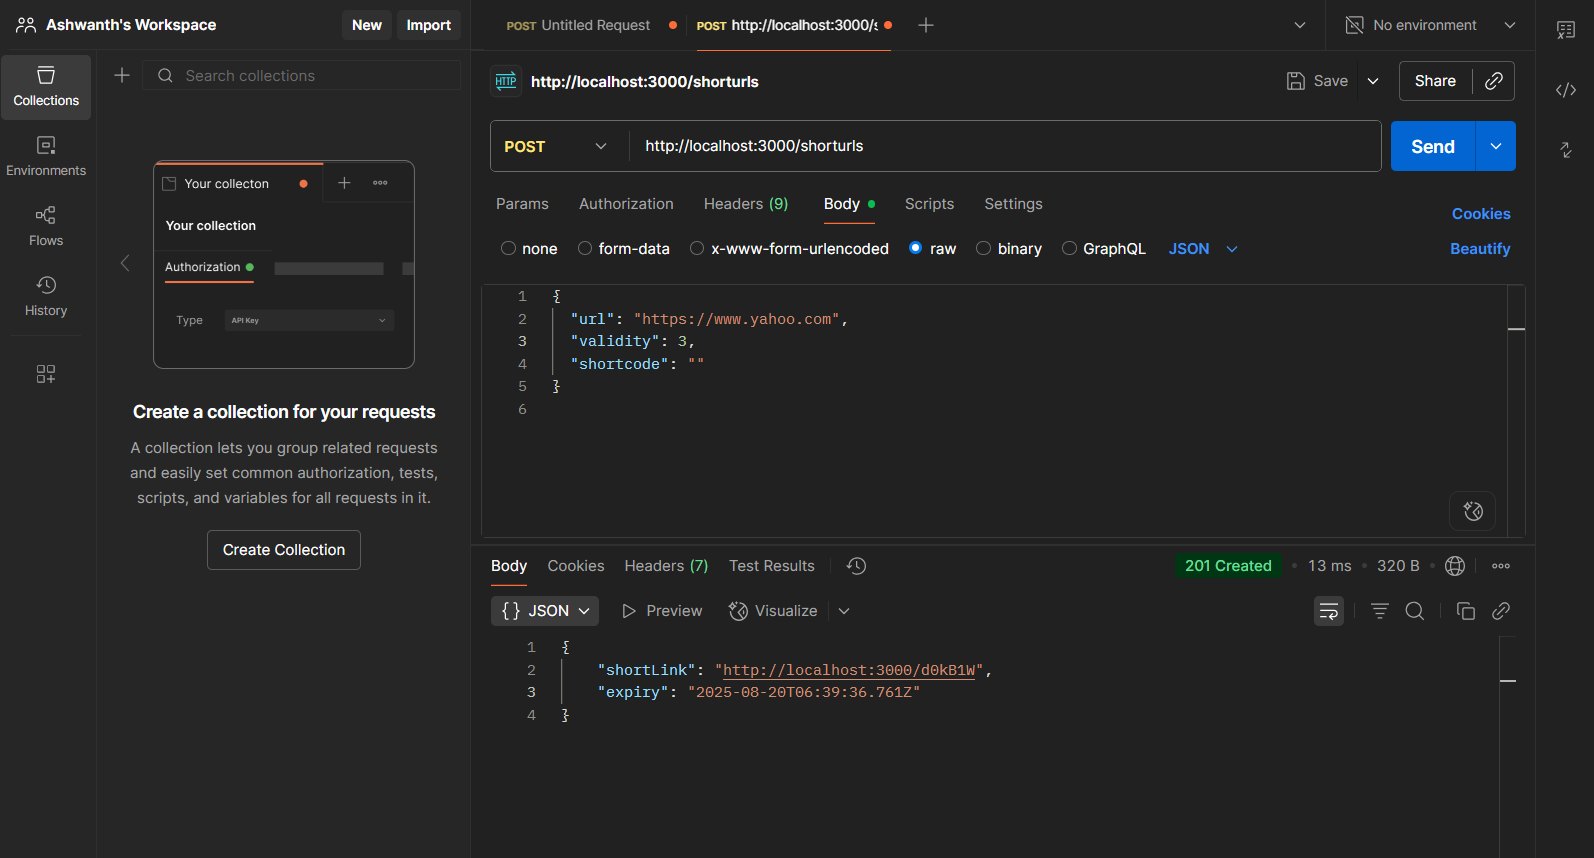 Ashwanth's Workspace
New
Import
POST Untitled Request
POST http://localhost:3000/s
No environment
Collections
Environments
Flows
History
Search collections
Your collecton
Your collection
Authorization
Type
API Key
Create a collection for your requests
A collection lets you group related requests
and easily set common authorization, tests,
scripts, and variables for all requests in it.
Create Collection
HTTP http://localhost:3000/shorturls
Save
Share
POST
http://localhost:3000/shorturls
Send
Params Authorization Headers (9) Body Scripts Settings
Cookies
none form-data x-www-form-urlencoded raw binary GraphQL JSON
Beautify
1 {
2 "url": "https://www.yahoo.com",
3 "validity": 3,
4 "shortcode": ""
5 }
6
Body Cookies Headers (7) Test Results
201 Created • 13 ms • 320 B
{} JSON Preview Visualize
1 {
2 "shortLink": "http://localhost:3000/d0kB1W",
3 "expiry": "2025-08-20T06:39:36.761Z"
4 }